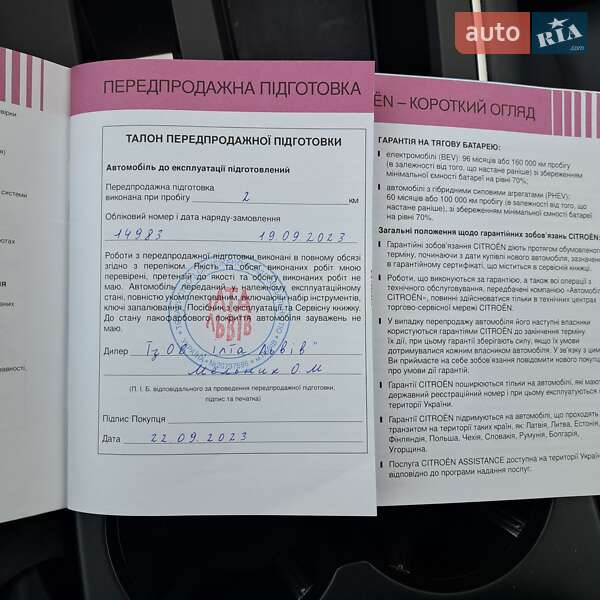 auto RIA .com
ПЕРЕДПРОДАЖНА ПІДГОТОВКА
ТАЛОН ПЕРЕДПРОДАЖНОЇ ПІДГОТОВКИ
Автомобіль до експлуатації підготовлений
Передпродажна підготовка
виконана при пробігу 2 км
Обліковий номер і дата наряду-замовлення
14983 19.09.2023
Роботи з передпродажної підготовки виконані в повному обсязі
згідно з переліком. Якість та обсяг виконаних робіт мною
перевірені, претензій до якості та обсягу виконаних робіт не
маю. Автомобіль переданий у належному експлуатаційному
стані, повністю укомплектований, включаючи набір інструментів,
ключі запалювання, Посібник з експлуатації та Сервісну книжку.
До стану лакофарбового покриття автомобіля зауважень не
маю.
АТА
ЛЬВІВ
Дилер ТзОВ "Ілта Львів"
Мельник О.М
(П. І. Б. відповідального за проведення передпродажної підготовки,
підпис та печатка)
Підпис Покупця
Дата 22.09.2023
ЁN – КОРОТКИЙ ОГЛЯД
ГАРАНТІЯ НА ТЯГОВУ БАТАРЕЮ:
електромобілі (BEV): 96 місяців або 160 000 км пробігу
(в залежності від того, що настане раніше) зі збереженням
мінімальної ємності батареї на рівні 70%;
автомобілі з гібридними силовими агрегатами (PHEV):
60 місяців або 100 000 км пробігу (в залежності від того, що
настане раніше), зі збереженням мінімальної ємності батареї
на рівні 70%.
Загальні положення щодо гарантійних зобов'язань CITROËN:
Гарантійні зобов'язання CITROËN діють протягом обумовленого
терміну, починаючи з дати купівлі нового автомобіля, зазначеної
в гарантійному сертифікаті, що міститься в сервісній книжці.
Роботи, що виконуються за гарантією, а також всі операції з
технічного обслуговування, передбачені маркою «Автомобілі
CITROËN», повинні здійснюватися тільки в технічних центрах
торгово-сервісної мережі CITROËN.
У випадку перепродажу автомобіля його наступні власники
користуються гарантіями CITROËN до закінчення терміну
їх дії, при цьому гарантії зберігають силу, якщо їх умови
дотримувалися кожним власником автомобіля. У зв'язку з цим
Ви приймаєте на себе зобов'язання повідомити нового покупця
про умови дії гарантій.
Гарантії CITROËN поширюються тільки на автомобілі, які мають
державний реєстраційний номер і при цьому експлуатуються на
території України.
Гарантії CITROËN підримуються на автомобілі, що проходять
транзитом на території таких країн, як Латвія, Литва, Естонія,
Фінляндія, Польща, Чехія, Словакія, Румунія, Болгарія,
Угорщина.
Послуга CITROËN ASSISTANCE доступна на території України
відповідно до програми надання послуг.